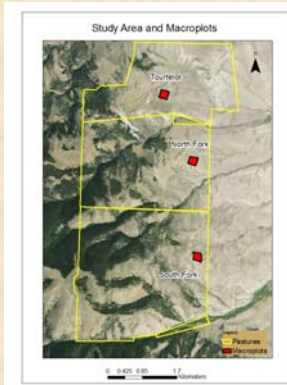 Study Area and Macroplots
N
Tourtelot
North Fork
South Fork
Legend
Pastures
Macroplots
0 0.425 0.85 1.7
Kilometers